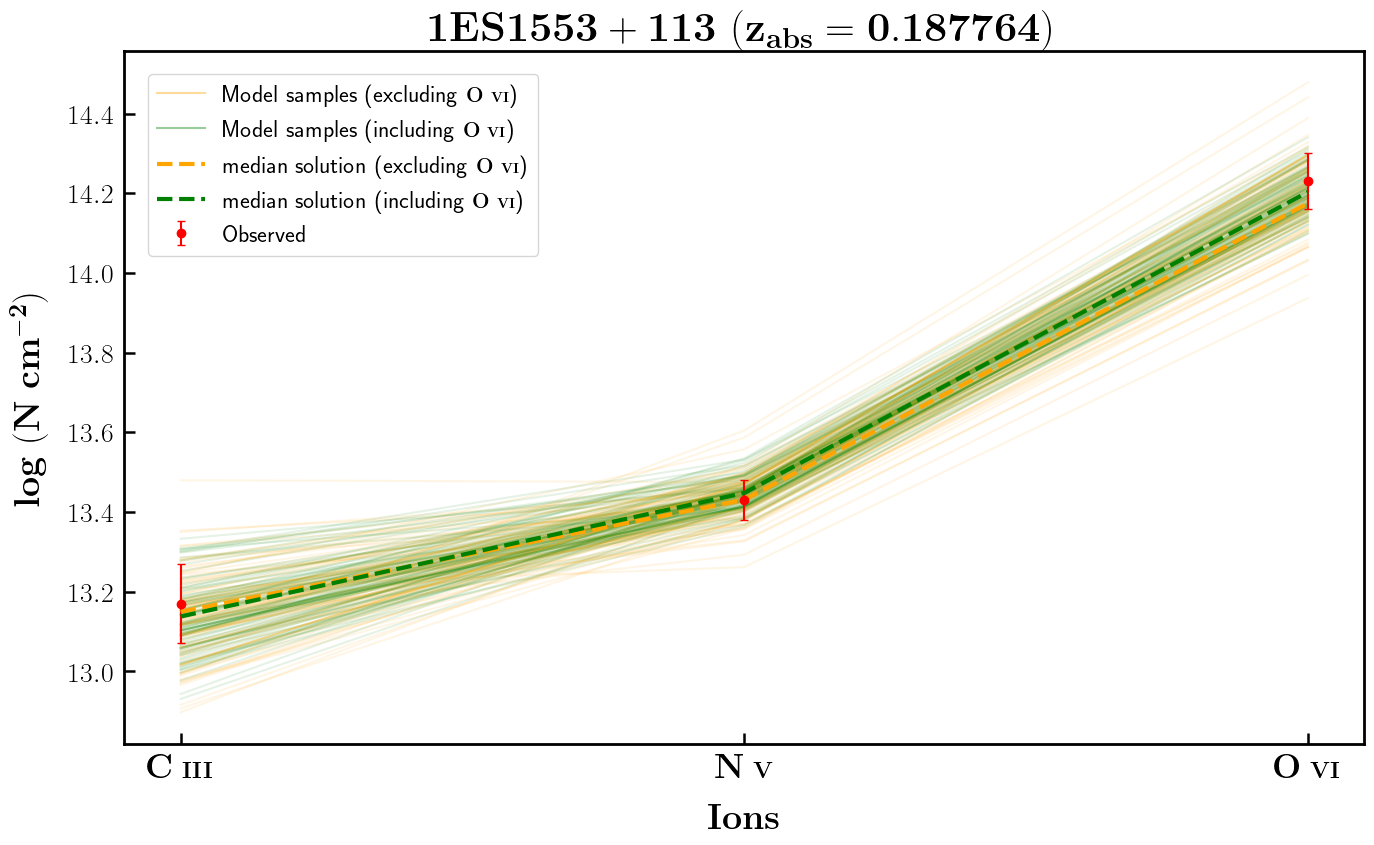 1ES1553 + 113 (z_abs = 0.187764)
Model samples (excluding O VI)
Model samples (including O VI)
median solution (excluding O VI)
median solution (including O VI)
Observed
log (N cm⁻²)
14.4
14.2
14.0
13.8
13.6
13.4
13.2
13.0
C III
N V
O VI
Ions